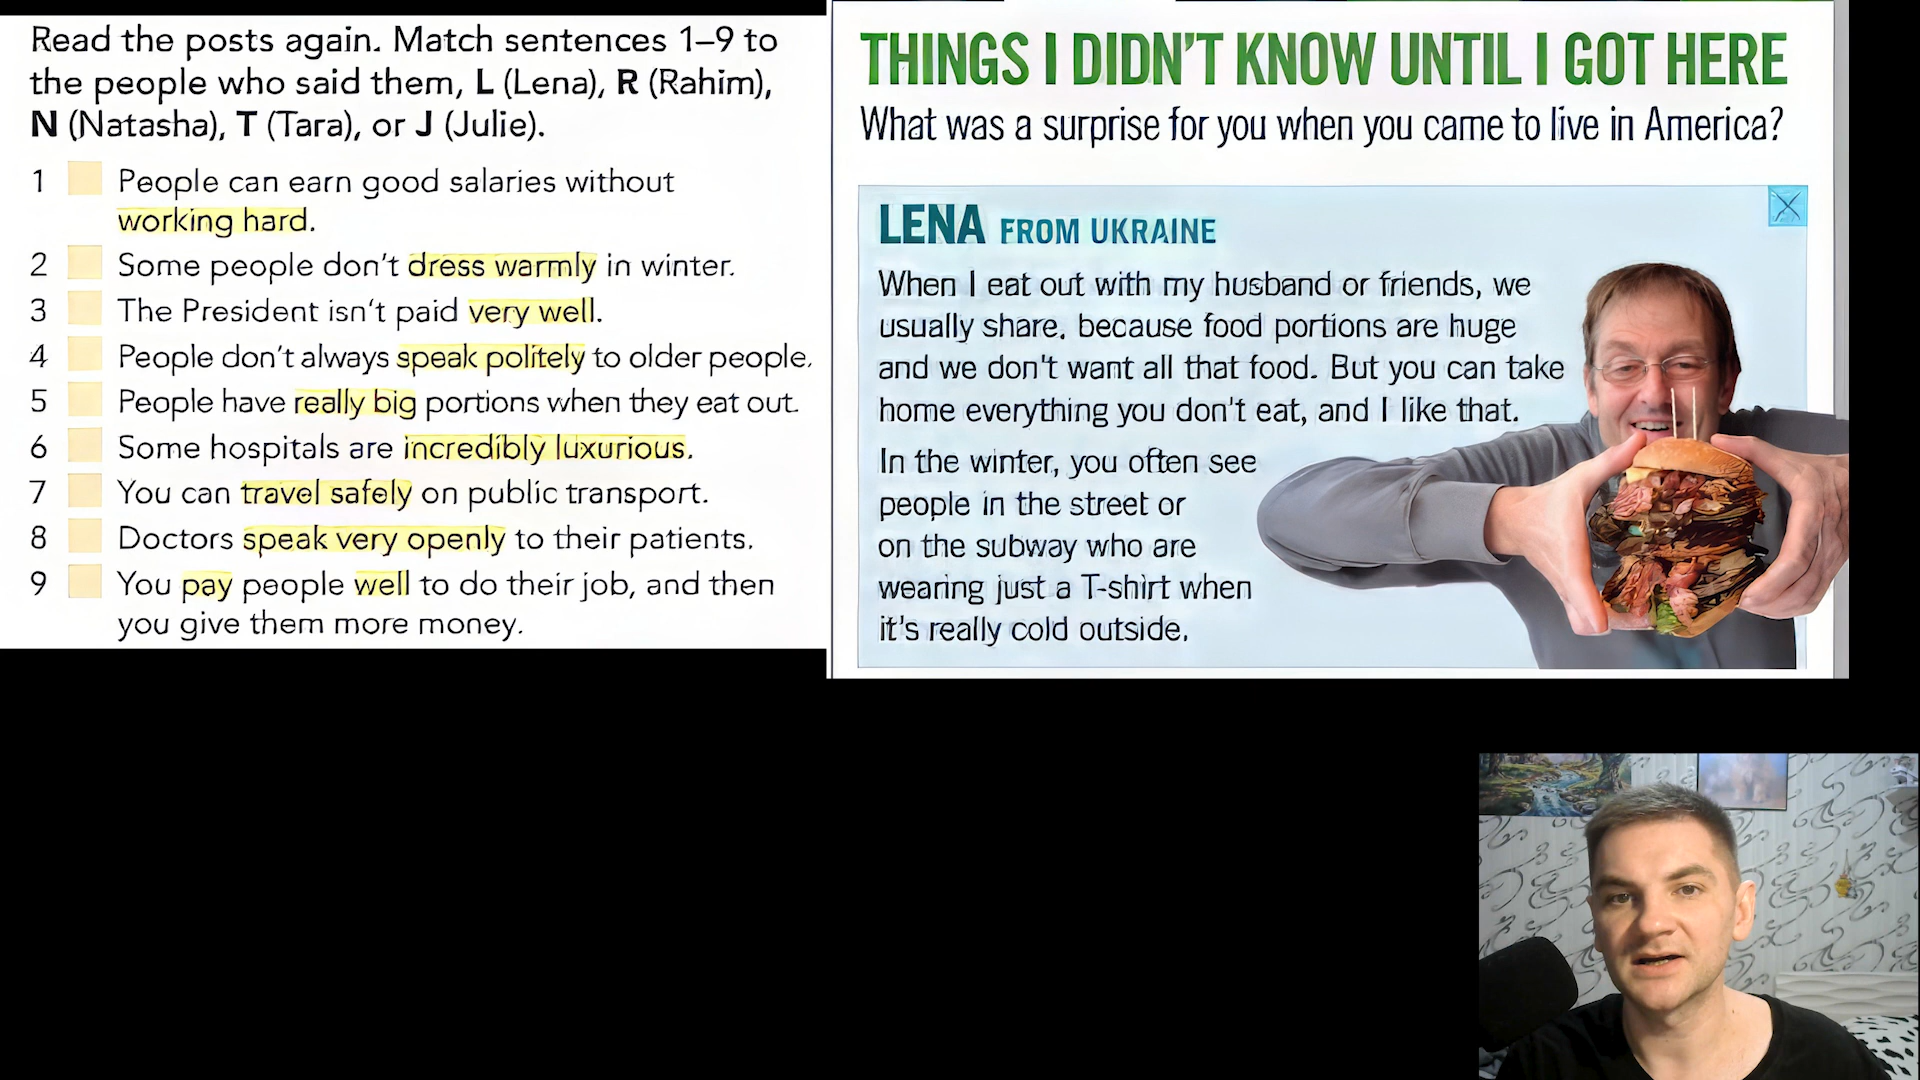 Read the posts again. Match sentences 1–9 to
the people who said them, L (Lena), R (Rahim),
N (Natasha), T (Tara), or J (Julie).
1 People can earn good salaries without
working hard.
2 Some people don't dress warmly in winter.
3 The President isn't paid very well.
4 People don't always speak politely to older people.
5 People have really big portions when they eat out.
6 Some hospitals are incredibly luxurious.
7 You can travel safely on public transport.
8 Doctors speak very openly to their patients.
9 You pay people well to do their job, and then
you give them more money.
THINGS I DIDN'T KNOW UNTIL I GOT HERE
What was a surprise for you when you came to live in America?
LENA FROM UKRAINE
When I eat out with my husband or friends, we
usually share, because food portions are huge
and we don't want all that food. But you can take
home everything you don't eat, and I like that.
In the winter, you often see
people in the street or
on the subway who are
wearing just a T-shirt when
it's really cold outside.